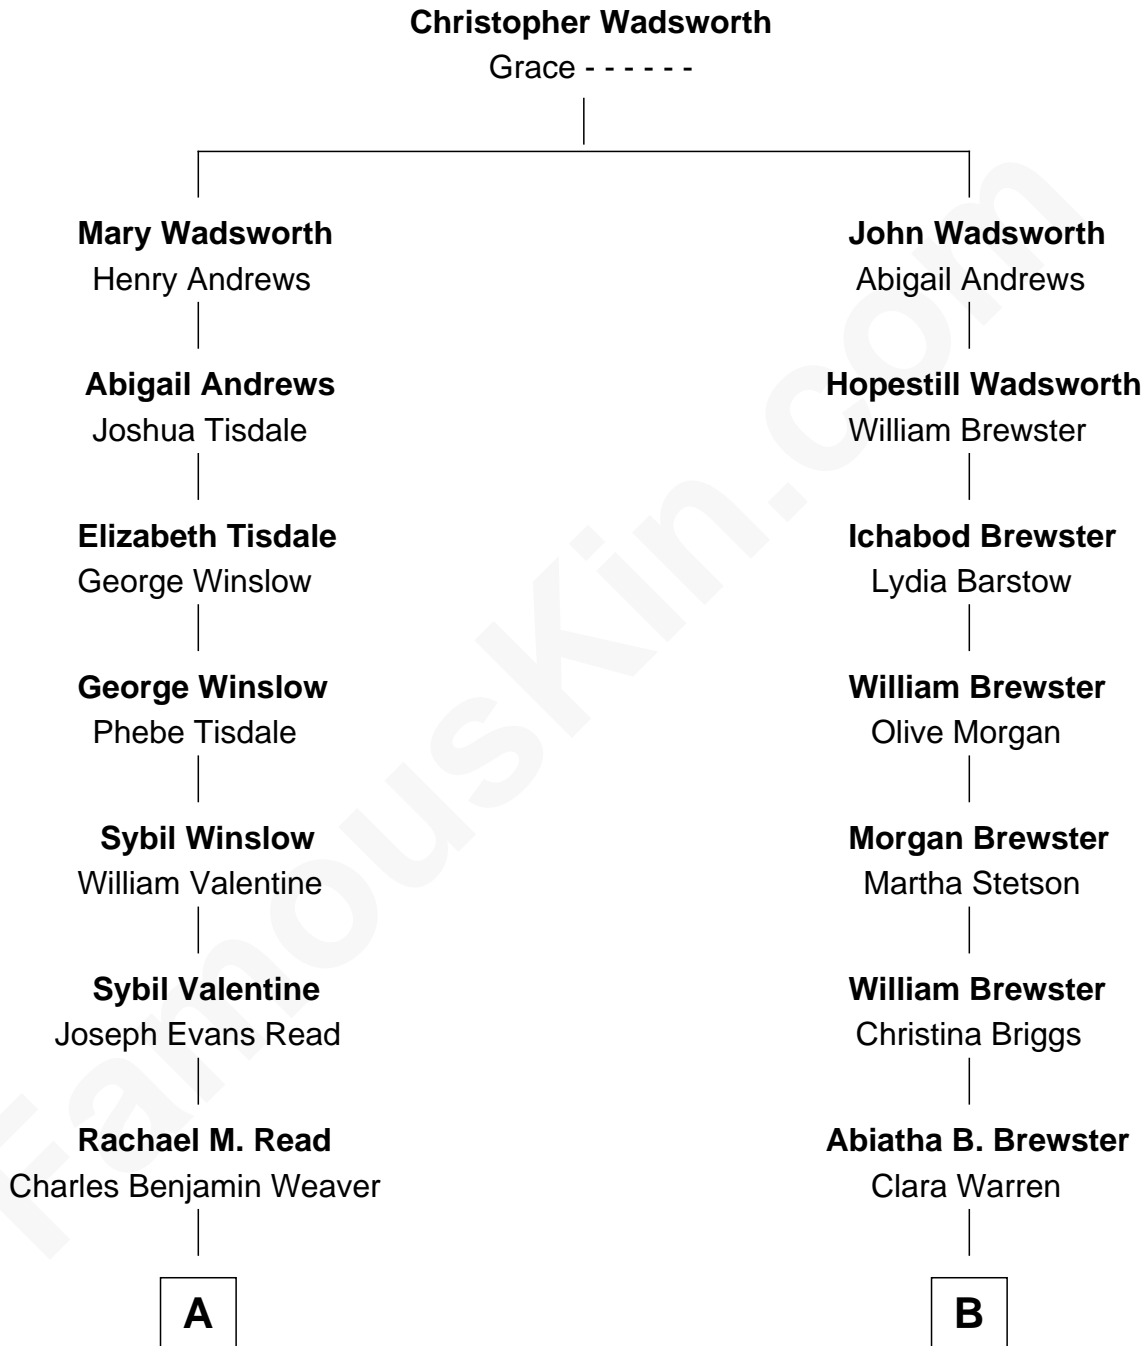 Christopher Wadsworth
Grace - - - - - -
Mary Wadsworth
Henry Andrews
John Wadsworth
Abigail Andrews
Abigail Andrews
Joshua Tisdale
Hopestill Wadsworth
William Brewster
Elizabeth Tisdale
George Winslow
Ichabod Brewster
Lydia Barstow
George Winslow
Phebe Tisdale
William Brewster
Olive Morgan
Sybil Winslow
William Valentine
Morgan Brewster
Martha Stetson
Sybil Valentine
Joseph Evans Read
William Brewster
Christina Briggs
Rachael M. Read
Charles Benjamin Weaver
Abiatha B. Brewster
Clara Warren
A
B
FamousKin.com